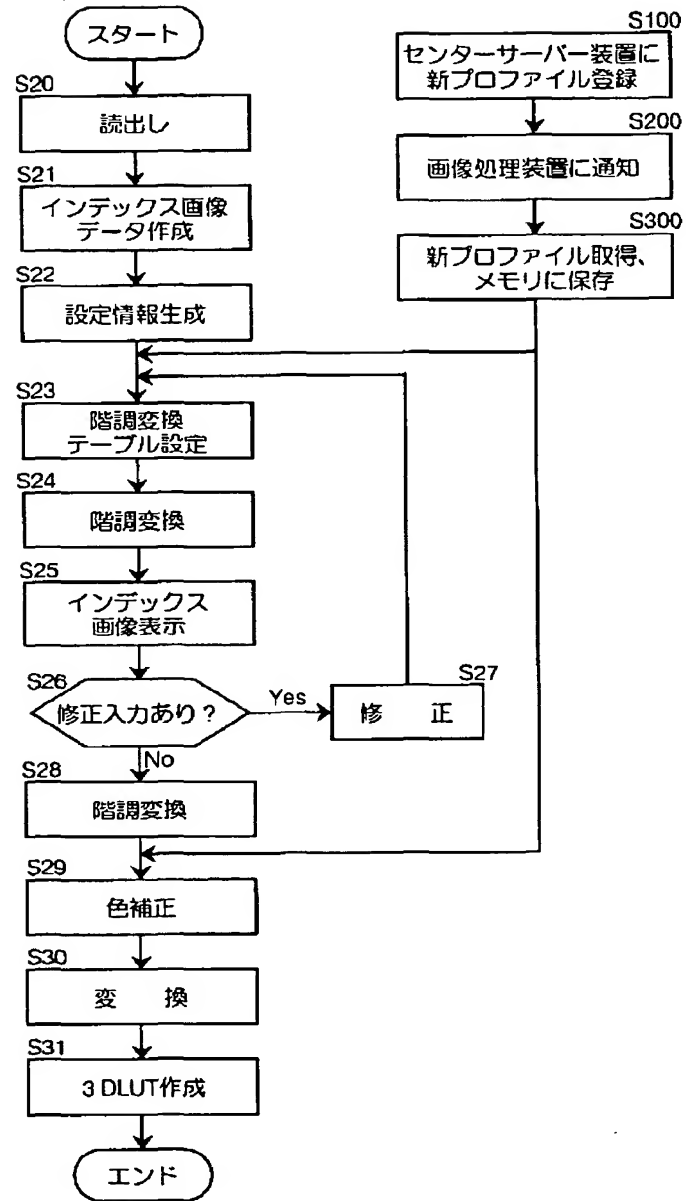 スタート
S20
読出し
S21
インデックス画像
データ作成
S22
設定情報生成
S23
階調変換
テーブル設定
S24
階調変換
S25
インデックス
画像表示
S26
修正入力あり？
Yes
S27
修 正
No
S28
階調変換
S29
色補正
S30
変 換
S31
3DLUT作成
エンド
S100
センターサーバー装置に
新プロファイル登録
S200
画像処理装置に通知
S300
新プロファイル取得、
メモリに保存